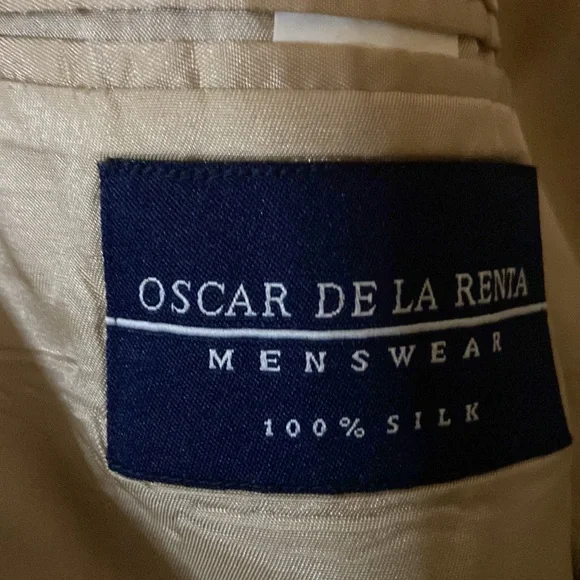 OSCAR DE LA RENTA
MENSWEAR
100% SILK